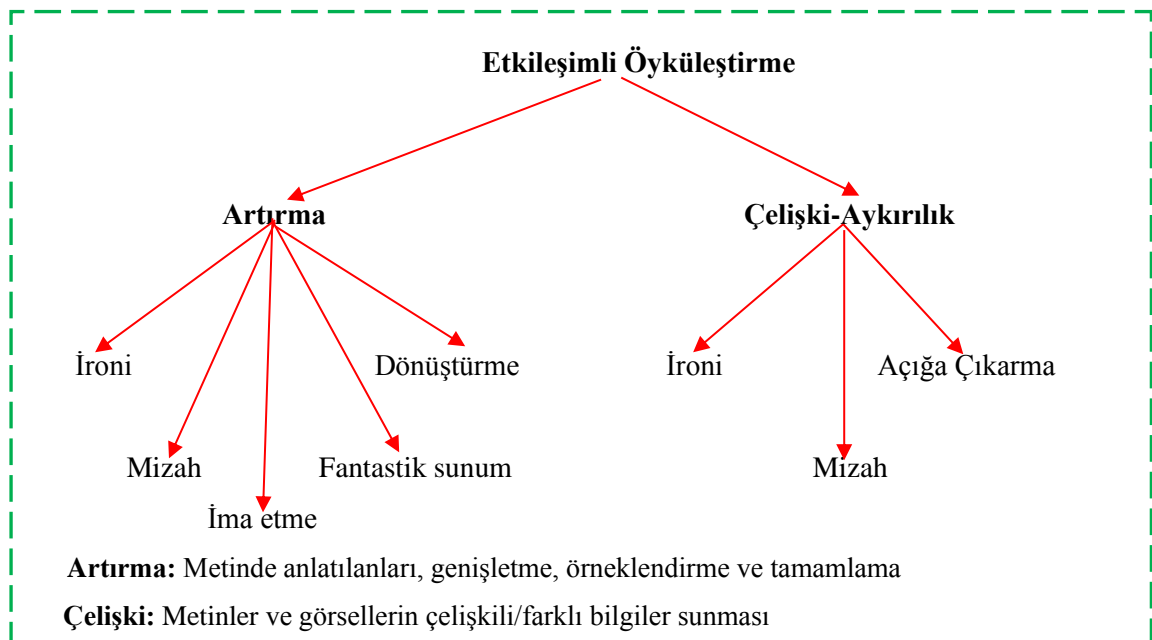 Etkileşimli Öyküleştirme
Artırma
Çelişki-Aykırılık
İroni
Dönüştürme
İroni
Açığa Çıkarma
Mizah
Fantastik sunum
Mizah
İma etme
Artırma: Metinde anlatılanları, genişletme, örneklendirme ve tamamlama
Çelişki: Metinler ve görsellerin çelişkili/farklı bilgiler sunması